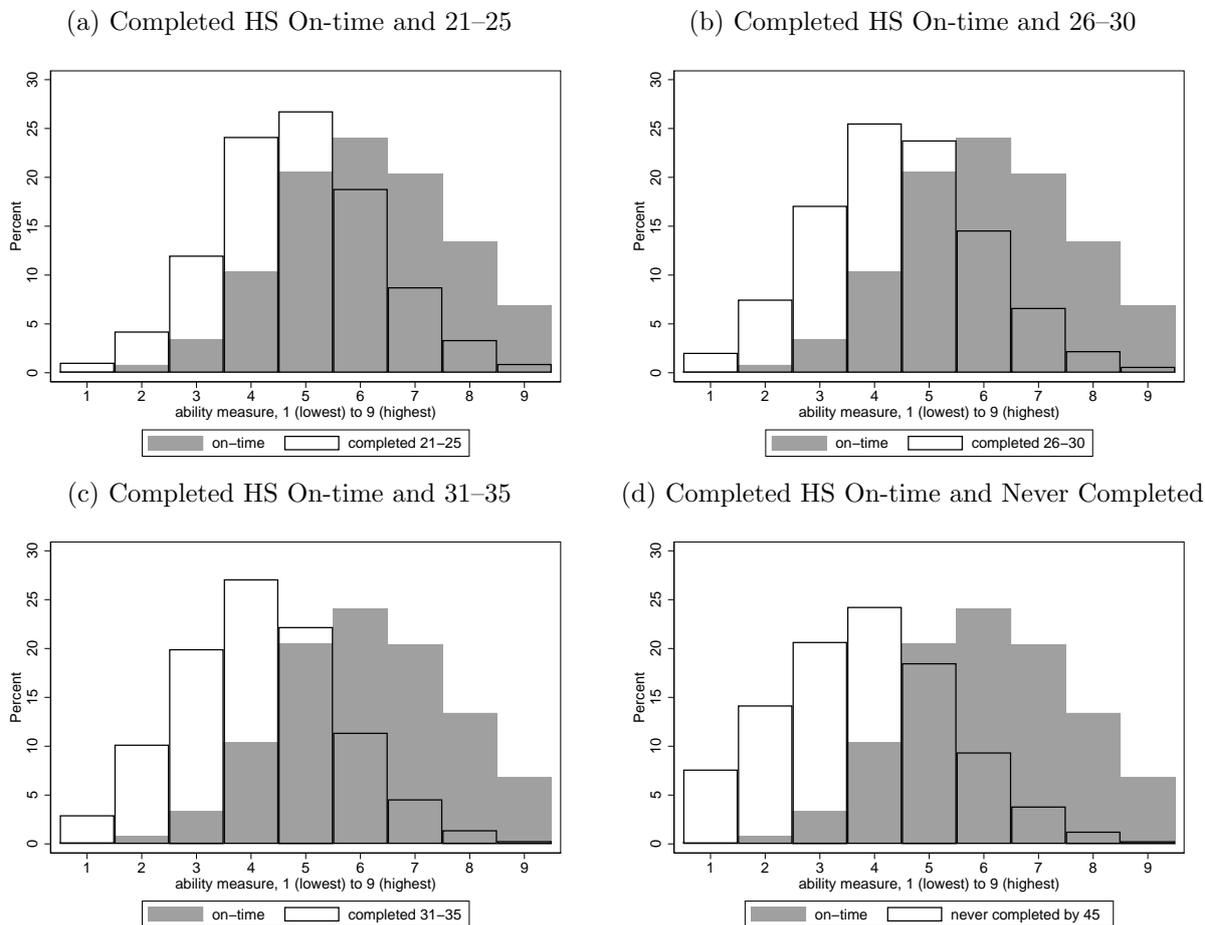 (a) Completed HS On-time and 21–25
30
25
20
15
10
5
0
Percent
1 2 3 4 5 6 7 8 9
ability measure, 1 (lowest) to 9 (highest)
on−time completed 21−25
(b) Completed HS On-time and 26–30
30
25
20
15
10
5
0
Percent
1 2 3 4 5 6 7 8 9
ability measure, 1 (lowest) to 9 (highest)
on−time completed 26−30
(c) Completed HS On-time and 31–35
30
25
20
15
10
5
0
Percent
1 2 3 4 5 6 7 8 9
ability measure, 1 (lowest) to 9 (highest)
on−time completed 31−35
(d) Completed HS On-time and Never Completed
30
25
20
15
10
5
0
Percent
1 2 3 4 5 6 7 8 9
ability measure, 1 (lowest) to 9 (highest)
on−time never completed by 45